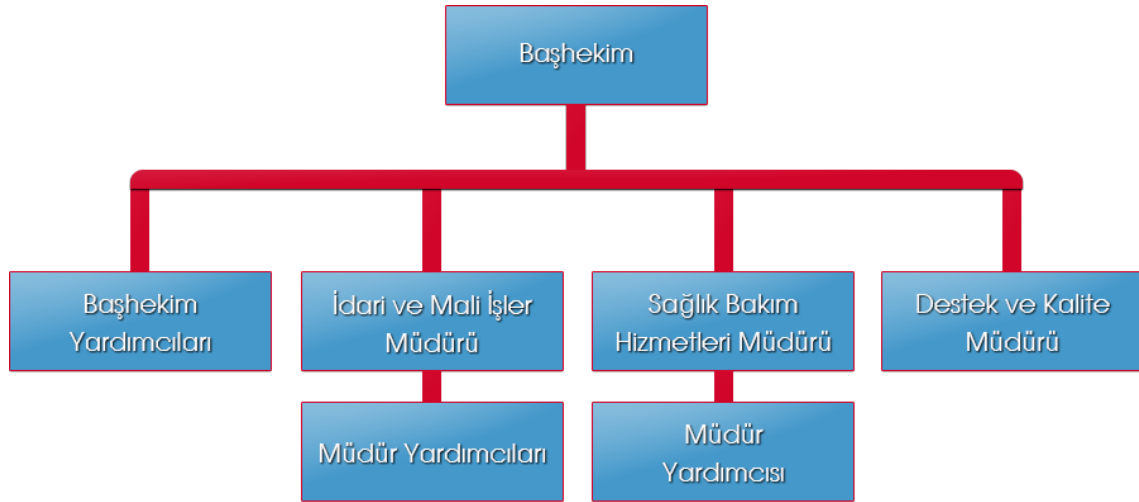 Başhekim
Başhekim
Yardımcıları
İdari ve Mali İşler
Müdürü
Sağlık Bakım
Hizmetleri Müdürü
Destek ve Kalite
Müdürü
Müdür Yardımcıları
Müdür
Yardımcısı